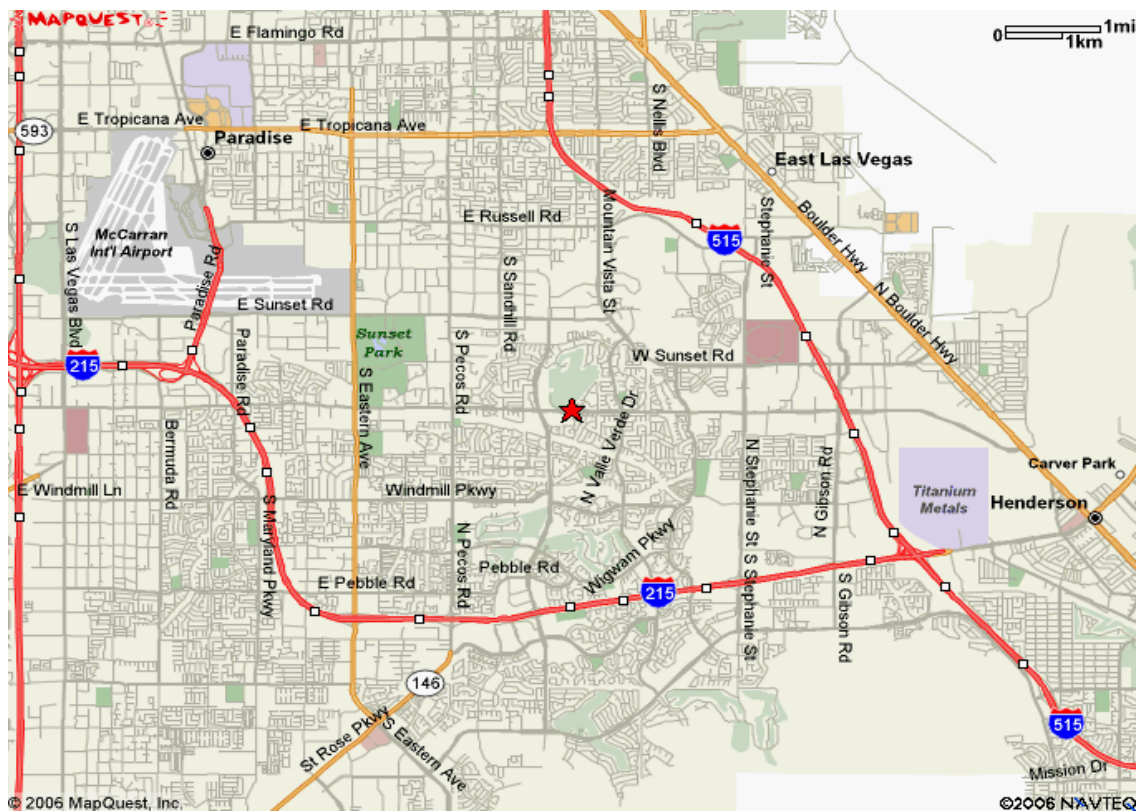 MAPQUEST
E Flamingo Rd
0
1mi
1km
593
E Tropicana Ave
Paradise
E Tropicana Ave
S Nellis Blvd
East Las Vegas
McCarran
Int'l Airport
S Las Vegas Blvd
Paradise Rd
E Russell Rd
Mountain Vista St
515
Stephanie St
Boulder Hwy
N Boulder Hwy
E Sunset Rd
S Sandhill Rd
Sunset
Park
S Pecos Rd
W Sunset Rd
215
Paradise Rd
S Eastern Ave
N Valle Verde Dr
Bermuda Rd
E Windmill Ln
Windmill Pkwy
N Stephanie St
N Gibson Rd
Titanium
Metals
Carver Park
Henderson
S Maryland Pkwy
N Pecos Rd
E Pebble Rd
Pebble Rd
Wigwam Pkwy
215
S Stephanie St
S Gibson Rd
146
St Rose Pkwy
S Eastern Ave
515
Mission Dr
© 2006 MapQuest, Inc.
©2006 NAVTEQ